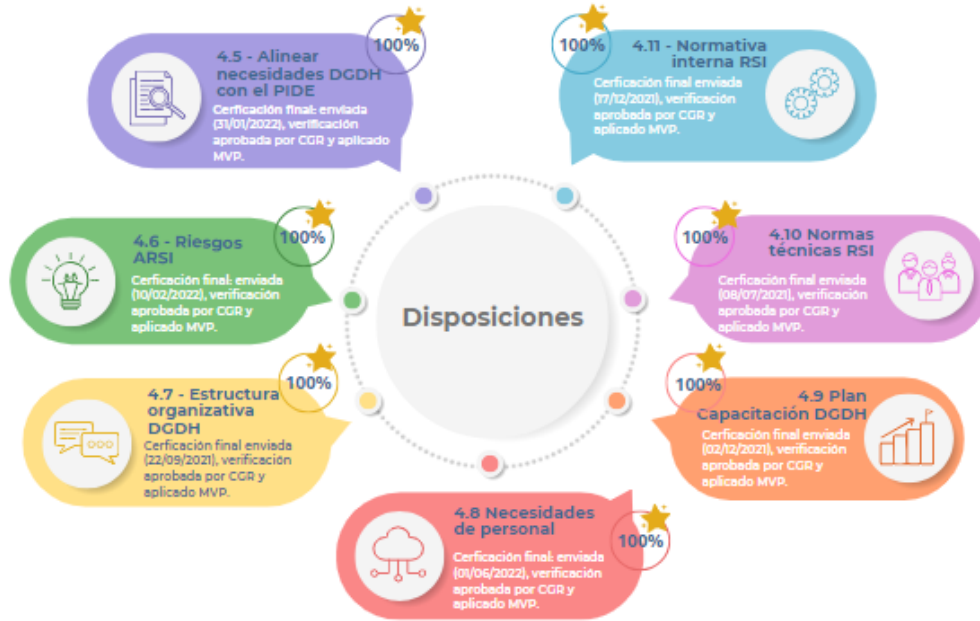 100%
4.5 - Alinear
necesidades DGDH
con el PIDE
Cerficación final: enviada
(31/01/2022), verificación
aprobada por CGR y aplicado
MVP.
100%
4.11 - Normativa
interna RSI
Cerficación final enviada
(17/12/2021), verificación
aprobada por CGR y
aplicado MVP.
100%
4.6 - Riesgos
ARSI
Cerficación final: enviada
(10/02/2022), verificación
aprobada por CGR y
aplicado MVP.
100%
4.10 Normas
técnicas RSI
Cerficación final enviada
(08/07/2021), verificación
aprobada por CGR y
aplicado MVP.
Disposiciones
100%
4.7 - Estructura
organizativa
DGDH
Cerficación final enviada
(22/09/2021), verificación
aprobada por CGR y
aplicado MVP.
100%
4.9 Plan
Capacitación DGDH
Cerficación final enviada
(02/12/2021), verificación
aprobada por CGR y
aplicado MVP.
4.8 Necesidades
de personal
100%
Cerficación final: enviada
(01/06/2022), verificación
aprobada por CGR y
aplicado MVP.